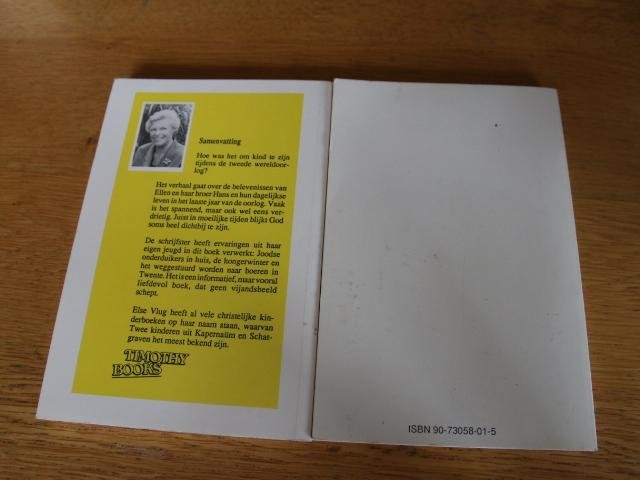 Samenvatting
Hoe was het om kind te zijn
tijdens de tweede wereldoor-
log?
Het verhaal gaat over de belevenissen van
Ellen en haar broer Hans en hun dagelijkse
leven in het laaste jaar van de oorlog. Vaak
is het spannend, maar ook wel eens ver-
drietig. Juist in moeilijke tijden blijkt God
soms heel dichtbij te zijn.
De schrijfster heeft ervaringen uit haar
eigen jeugd in dit boek verwerkt: Joodse
onderduikers in huis, de hongerwinter en
het weggestuurd worden naar boeren in
Twente. Het is een informatief, maar vooral
liefdevol boek, dat geen vijandsbeeld
schept.
Else Vlug heeft al vele christelijke kin-
derboeken op haar naam staan, waarvan
Twee kinderen uit Kapernaüm en Schat-
graven het meest bekend zijn.
TIMOTHY
BOOKS
ISBN 90-73058-01-5